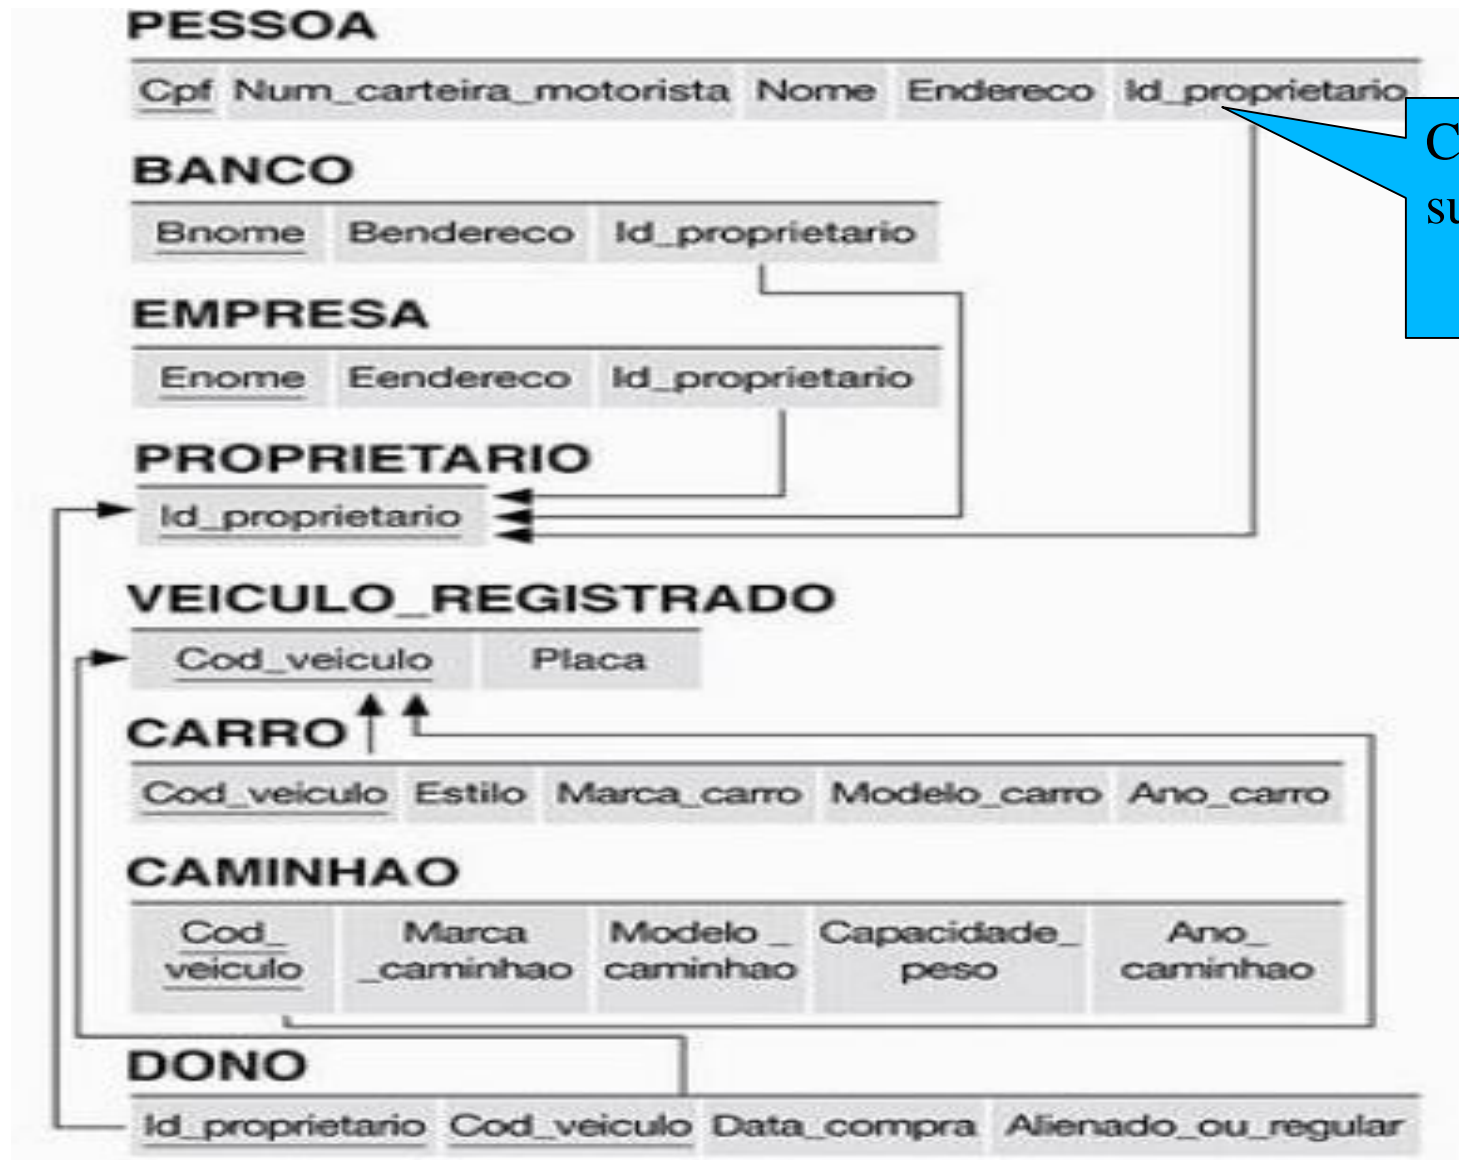 PESSOA
Cpf Num_carteira_motorista Nome Endereco Id_proprietario
BANCO
Bnome Bendereco Id_proprietario
EMPRESA
Enome Eendereco Id_proprietario
PROPRIETARIO
Id_proprietario
VEICULO_REGISTRADO
Cod_veiculo Placa
CARRO
Cod_veiculo Estilo Marca_carro Modelo_carro Ano_carro
CAMINHAO
Cod_ Marca Modelo_ Capacidade_ Ano_
veiculo _caminhao caminhao peso caminhao
DONO
Id_proprietario Cod_veiculo Data_compra Alienado_ou_regular